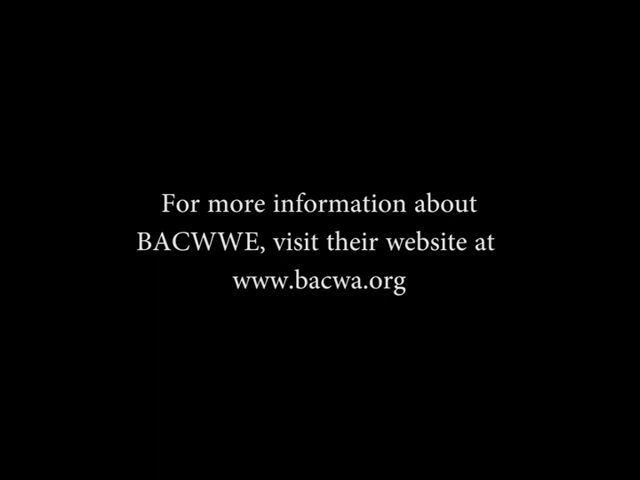 For more information about
BACWWE, visit their website at
www.bacwa.org